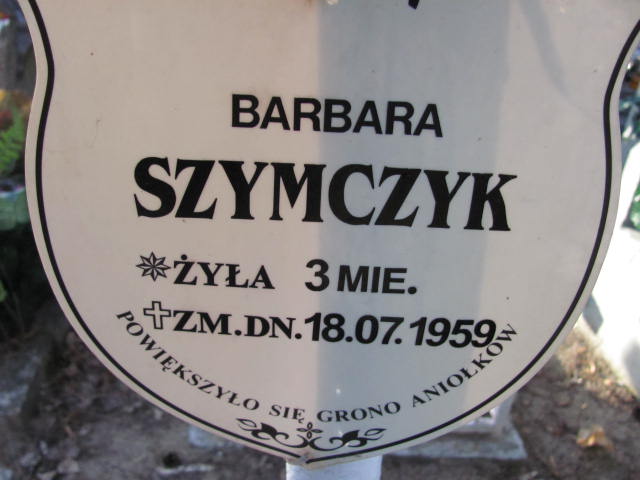 BARBARA
SZYMCZYK
ŻYŁA 3 MIE.
ZM.DN.18.07.1959
POWIĘKSZYŁO SIĘ GRONO ANIOŁKÓW